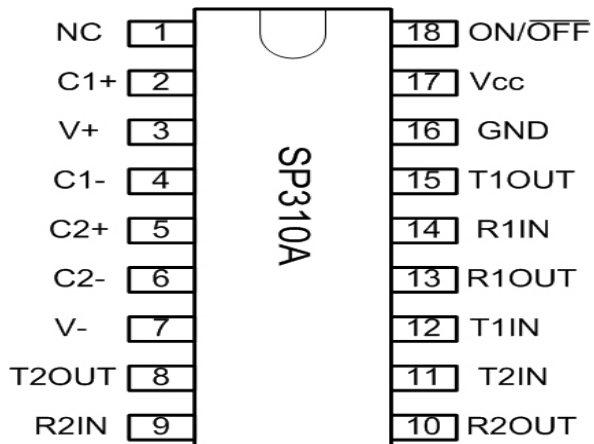 NC 1 18 ON/OFF
C1+ 2 17 Vcc
V+ 3 16 GND
C1- 4 15 T1OUT
C2+ 5 14 R1IN
C2- 6 13 R1OUT
V- 7 12 T1IN
T2OUT 8 11 T2IN
R2IN 9 10 R2OUT
SP310A